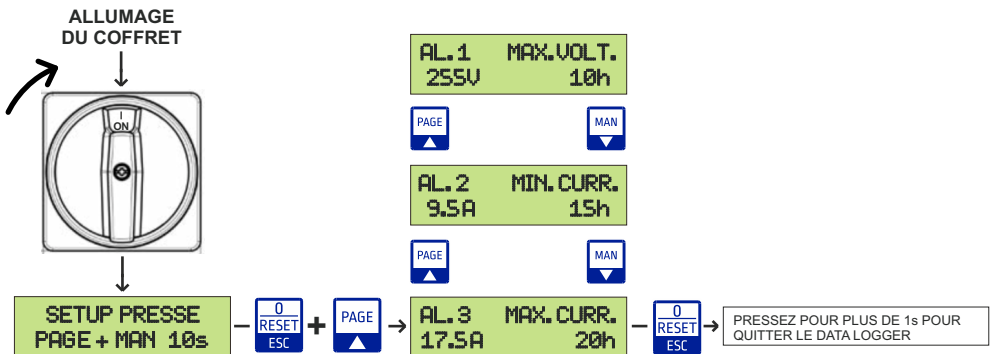 ALLUMAGE
DU COFFRET
I
ON
AL.1 MAX.VOLT.
255V 10h
PAGE
MAN
AL.2 MIN.CURR.
9.5A 15h
PAGE
MAN
SETUP PRESSE
PAGE+MAN 10s
0
RESET
ESC
+
PAGE
AL.3 MAX.CURR.
17.5A 20h
0
RESET
ESC
PRESSEZ POUR PLUS DE 1s POUR
QUITTER LE DATA LOGGER